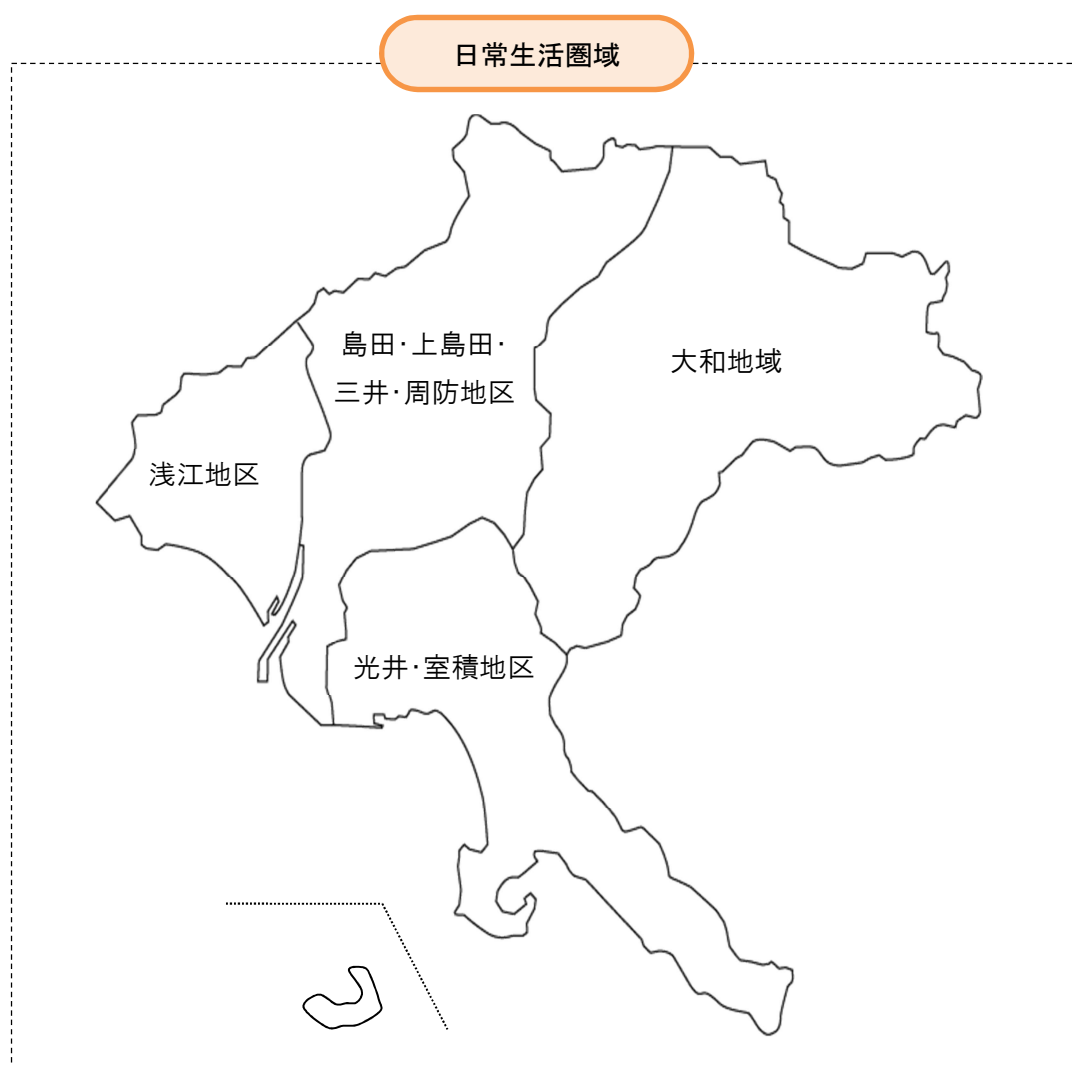 日常生活圏域
島田・上島田・
三井・周防地区
大和地域
浅江地区
光井・室積地区